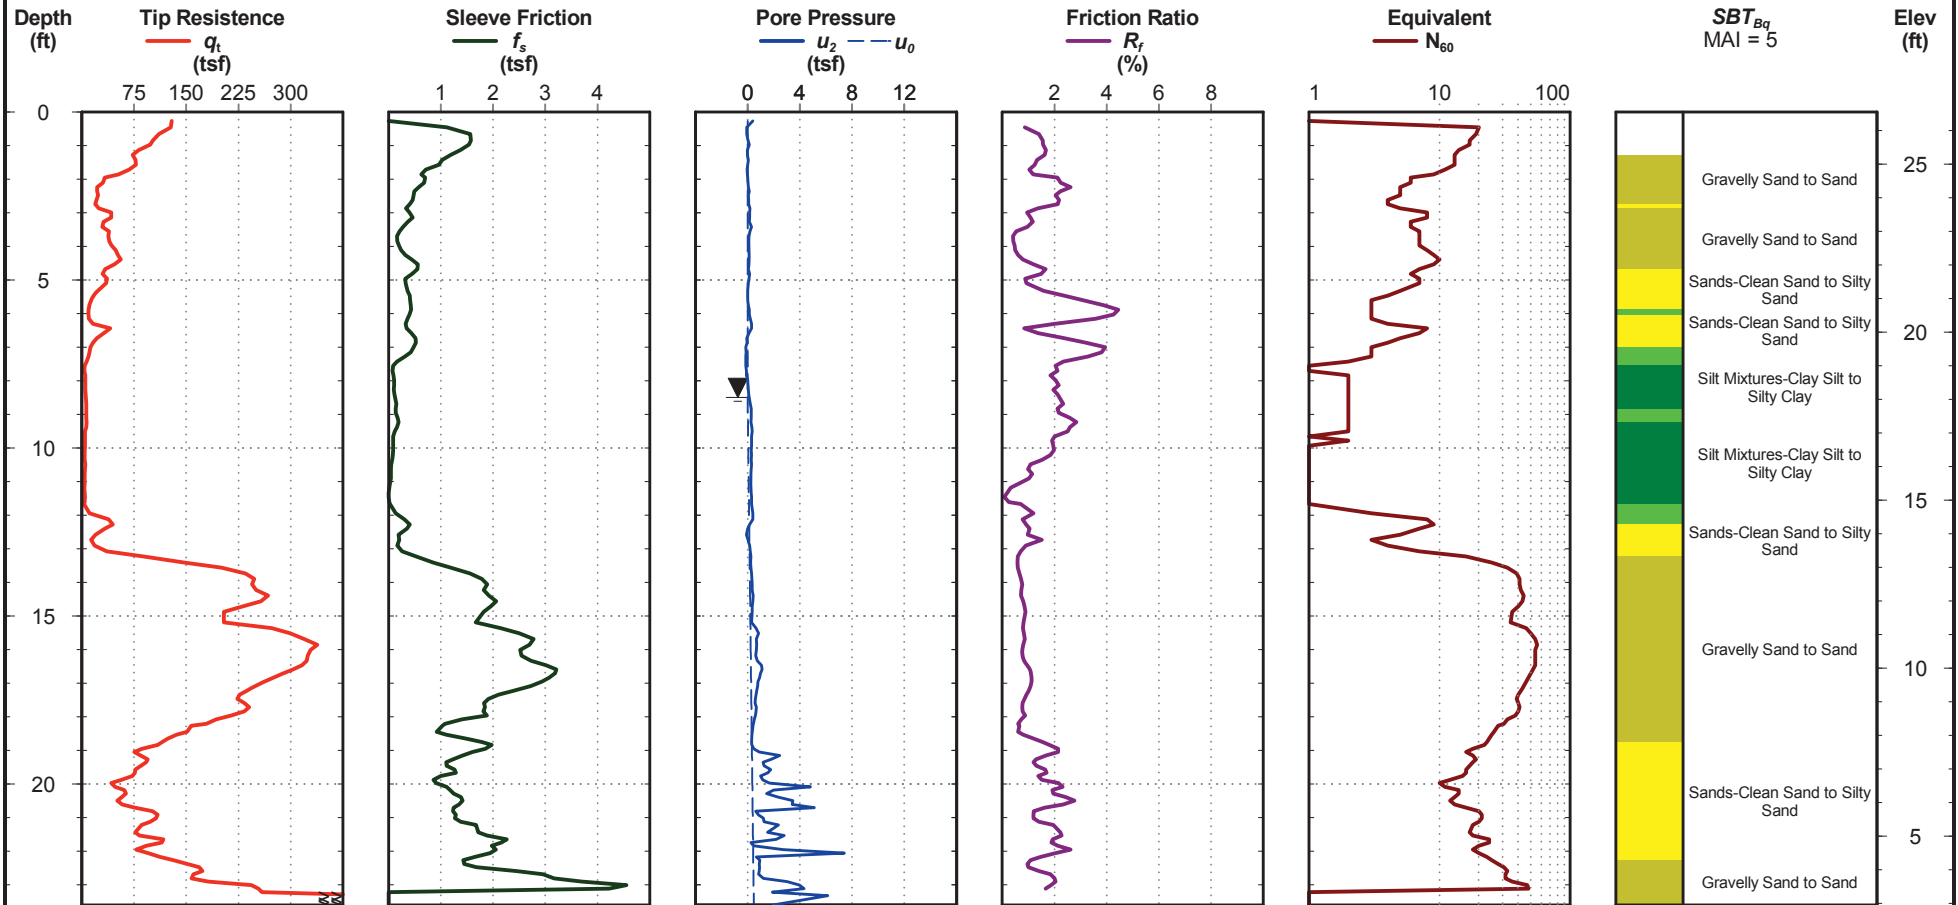 Depth
(ft)
Tip Resistence
qt
(tsf)
Sleeve Friction
fs
(tsf)
Pore Pressure
u2 u0
(tsf)
Friction Ratio
Rf
(%)
Equivalent
N60
SBTBq
MAI = 5
Elev
(ft)
75 150 225 300
1 2 3 4
0 4 8 12
2 4 6 8
1 10 100
0
5
10
15
20
Gravelly Sand to Sand
Gravelly Sand to Sand
Sands-Clean Sand to Silty
Sand
Sands-Clean Sand to Silty
Sand
Silt Mixtures-Clay Silt to
Silty Clay
Silt Mixtures-Clay Silt to
Silty Clay
Sands-Clean Sand to Silty
Sand
Gravelly Sand to Sand
Sands-Clean Sand to Silty
Sand
Gravelly Sand to Sand
25
20
15
10
5